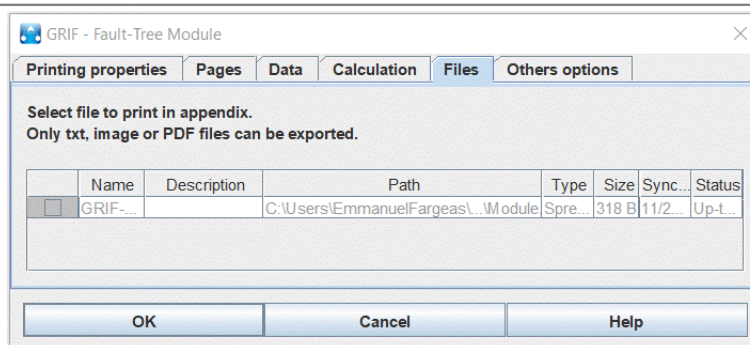 GRIF - Fault-Tree Module
Printing properties Pages Data Calculation Files Others options
Select file to print in appendix.
Only txt, image or PDF files can be exported.
Name Description Path Type Size Sync... Status
GRIF-... C:\Users\EmmanuelFargeas\...\Module Spre... 318 B 11/2... Up-t...
OK Cancel Help